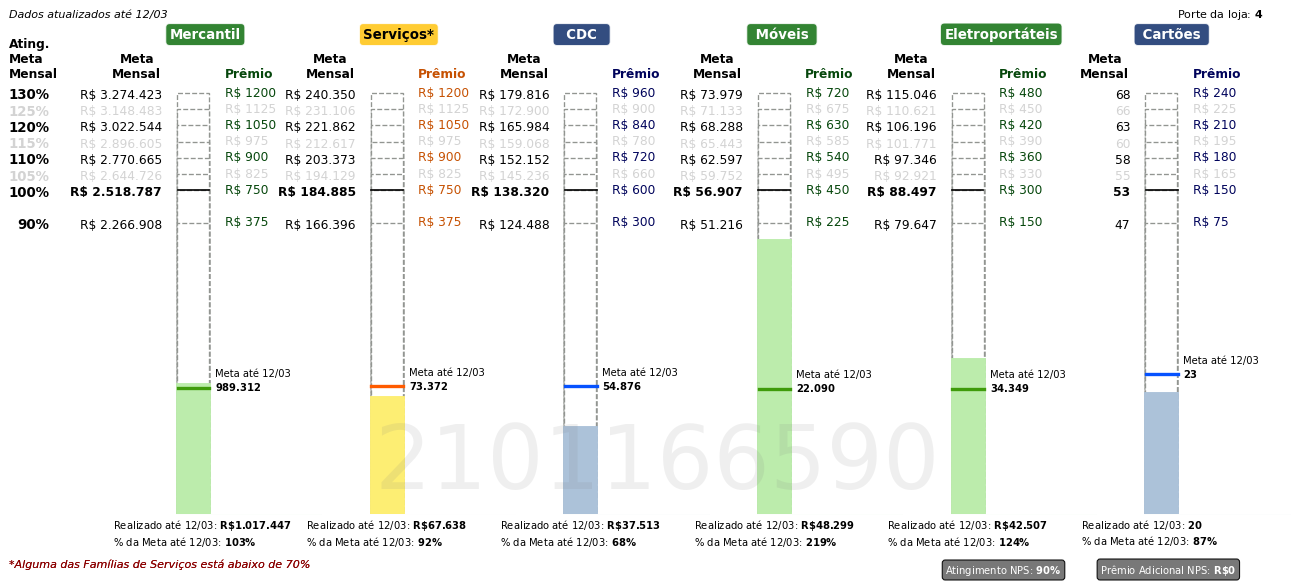 Dados atualizados até 12/03
Porte da loja: 4
Mercantil Serviços* CDC Móveis Eletroportáteis Cartões
Ating.
Meta Meta Meta Meta Meta Meta Meta
Mensal Mensal Prêmio Mensal Prêmio Mensal Prêmio Mensal Prêmio Mensal Prêmio Mensal Prêmio
130% R$ 3.274.423 R$ 1200 R$ 240.350 R$ 1200 R$ 179.816 R$ 960 R$ 73.979 R$ 720 R$ 115.046 R$ 480 68 R$ 240
125% R$ 3.148.483 R$ 1125 R$ 231.106 R$ 1125 R$ 172.900 R$ 900 R$ 71.133 R$ 675 R$ 110.621 R$ 450 66 R$ 225
120% R$ 3.022.544 R$ 1050 R$ 221.862 R$ 1050 R$ 165.984 R$ 840 R$ 68.288 R$ 630 R$ 106.196 R$ 420 63 R$ 210
115% R$ 2.896.605 R$ 975 R$ 212.617 R$ 975 R$ 159.068 R$ 780 R$ 65.443 R$ 585 R$ 101.771 R$ 390 60 R$ 195
110% R$ 2.770.665 R$ 900 R$ 203.373 R$ 900 R$ 152.152 R$ 720 R$ 62.597 R$ 540 R$ 97.346 R$ 360 58 R$ 180
105% R$ 2.644.726 R$ 825 R$ 194.129 R$ 825 R$ 145.236 R$ 660 R$ 59.752 R$ 495 R$ 92.921 R$ 330 55 R$ 165
100% R$ 2.518.787 R$ 750 R$ 184.885 R$ 750 R$ 138.320 R$ 600 R$ 56.907 R$ 450 R$ 88.497 R$ 300 53 R$ 150
90% R$ 2.266.908 R$ 375 R$ 166.396 R$ 375 R$ 124.488 R$ 300 R$ 51.216 R$ 225 R$ 79.647 R$ 150 47 R$ 75
Meta até 12/03 Meta até 12/03 Meta até 12/03 Meta até 12/03 Meta até 12/03 Meta até 12/03
989.312 73.372 54.876 22.090 34.349 23
2101166590
Realizado até 12/03: R$1.017.447 Realizado até 12/03: R$67.638 Realizado até 12/03: R$37.513 Realizado até 12/03: R$48.299 Realizado até 12/03: R$42.507 Realizado até 12/03: 20
% da Meta até 12/03: 103% % da Meta até 12/03: 92% % da Meta até 12/03: 68% % da Meta até 12/03: 219% % da Meta até 12/03: 124% % da Meta até 12/03: 87%
*Alguma das Famílias de Serviços está abaixo de 70%
Atingimento NPS: 90% Prêmio Adicional NPS: R$0